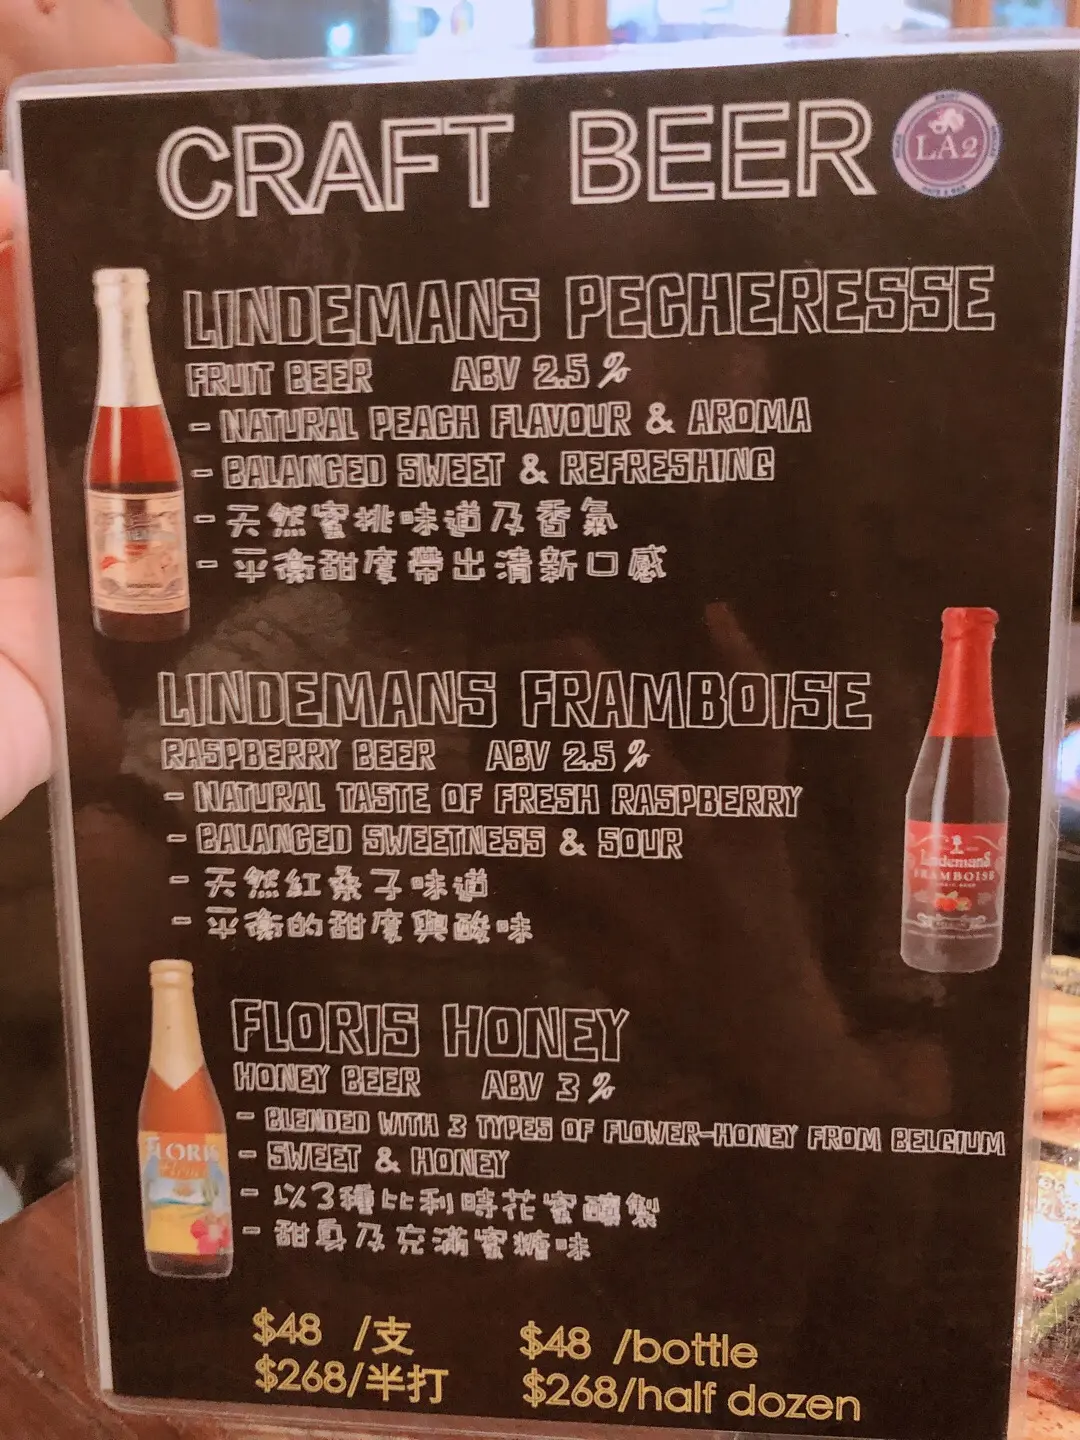 CRAFT BEER
LA2
LINDEMANS PECHERESSE
FRUIT BEER ABV 2.5 %
- NATURAL PEACH FLAVOUR & AROMA
- BALANCED SWEET & REFRESHING
- 天然蜜桃味道及香氣
- 平衡甜度帶出清新口感
LINDEMANS FRAMBOISE
RASPBERRY BEER ABV 2.5 %
- NATURAL TASTE OF FRESH RASPBERRY
- BALANCED SWEETNESS & SOUR
- 天然紅桑子味道
- 平衡的甜度與酸味
Lindemans
FRAMBOISE
FLORIS HONEY
HONEY BEER ABV 3 %
- BLENDED WITH 3 TYPES OF FLOWER-HONEY FROM BELGIUM
- SWEET & HONEY
- 以3種比利時花蜜釀製
- 甜身及充滿蜜糖味
FLORIS
$48 /支 $48 /bottle
$268/半打 $268/half dozen